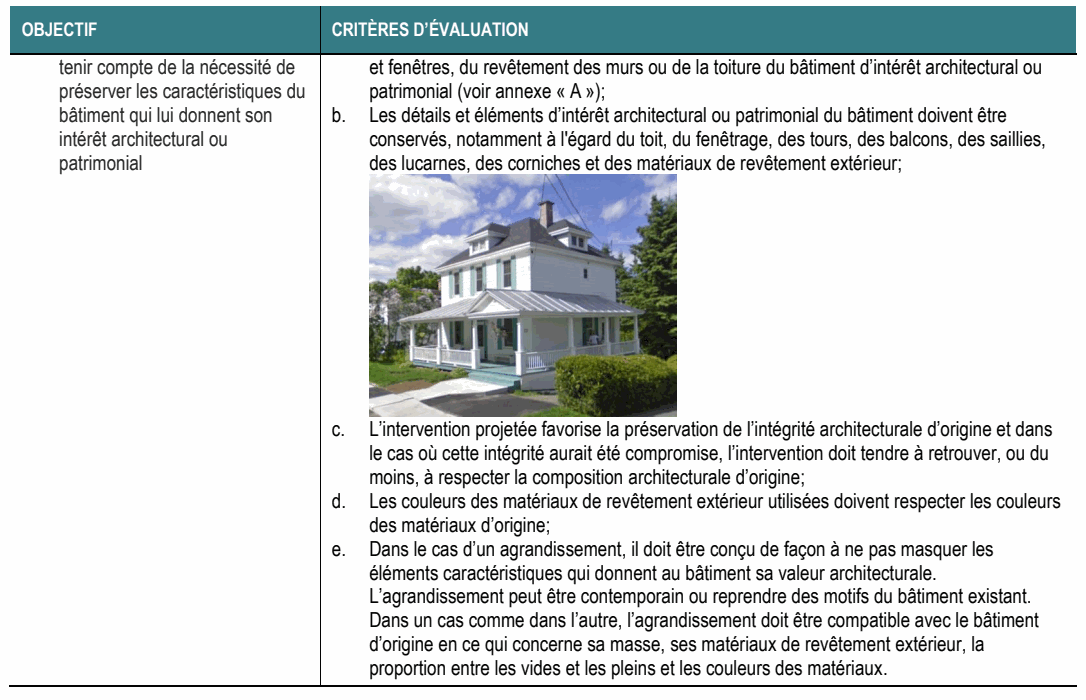 OBJECTIF
CRITÈRES D’ÉVALUATION
tenir compte de la nécessité de
préserver les caractéristiques du
bâtiment qui lui donnent son
intérêt architectural ou
patrimonial
et fenêtres, du revêtement des murs ou de la toiture du bâtiment d’intérêt architectural ou
patrimonial (voir annexe « A »);
b. Les détails et éléments d’intérêt architectural ou patrimonial du bâtiment doivent être
conservés, notamment à l'égard du toit, du fenêtrage, des tours, des balcons, des saillies,
des lucarnes, des corniches et des matériaux de revêtement extérieur;
c. L’intervention projetée favorise la préservation de l’intégrité architecturale d’origine et dans
le cas où cette intégrité aurait été compromise, l’intervention doit tendre à retrouver, ou du
moins, à respecter la composition architecturale d’origine;
d. Les couleurs des matériaux de revêtement extérieur utilisées doivent respecter les couleurs
des matériaux d’origine;
e. Dans le cas d’un agrandissement, il doit être conçu de façon à ne pas masquer les
éléments caractéristiques qui donnent au bâtiment sa valeur architecturale.
L’agrandissement peut être contemporain ou reprendre des motifs du bâtiment existant.
Dans un cas comme dans l’autre, l’agrandissement doit être compatible avec le bâtiment
d’origine en ce qui concerne sa masse, ses matériaux de revêtement extérieur, la
proportion entre les vides et les pleins et les couleurs des matériaux.